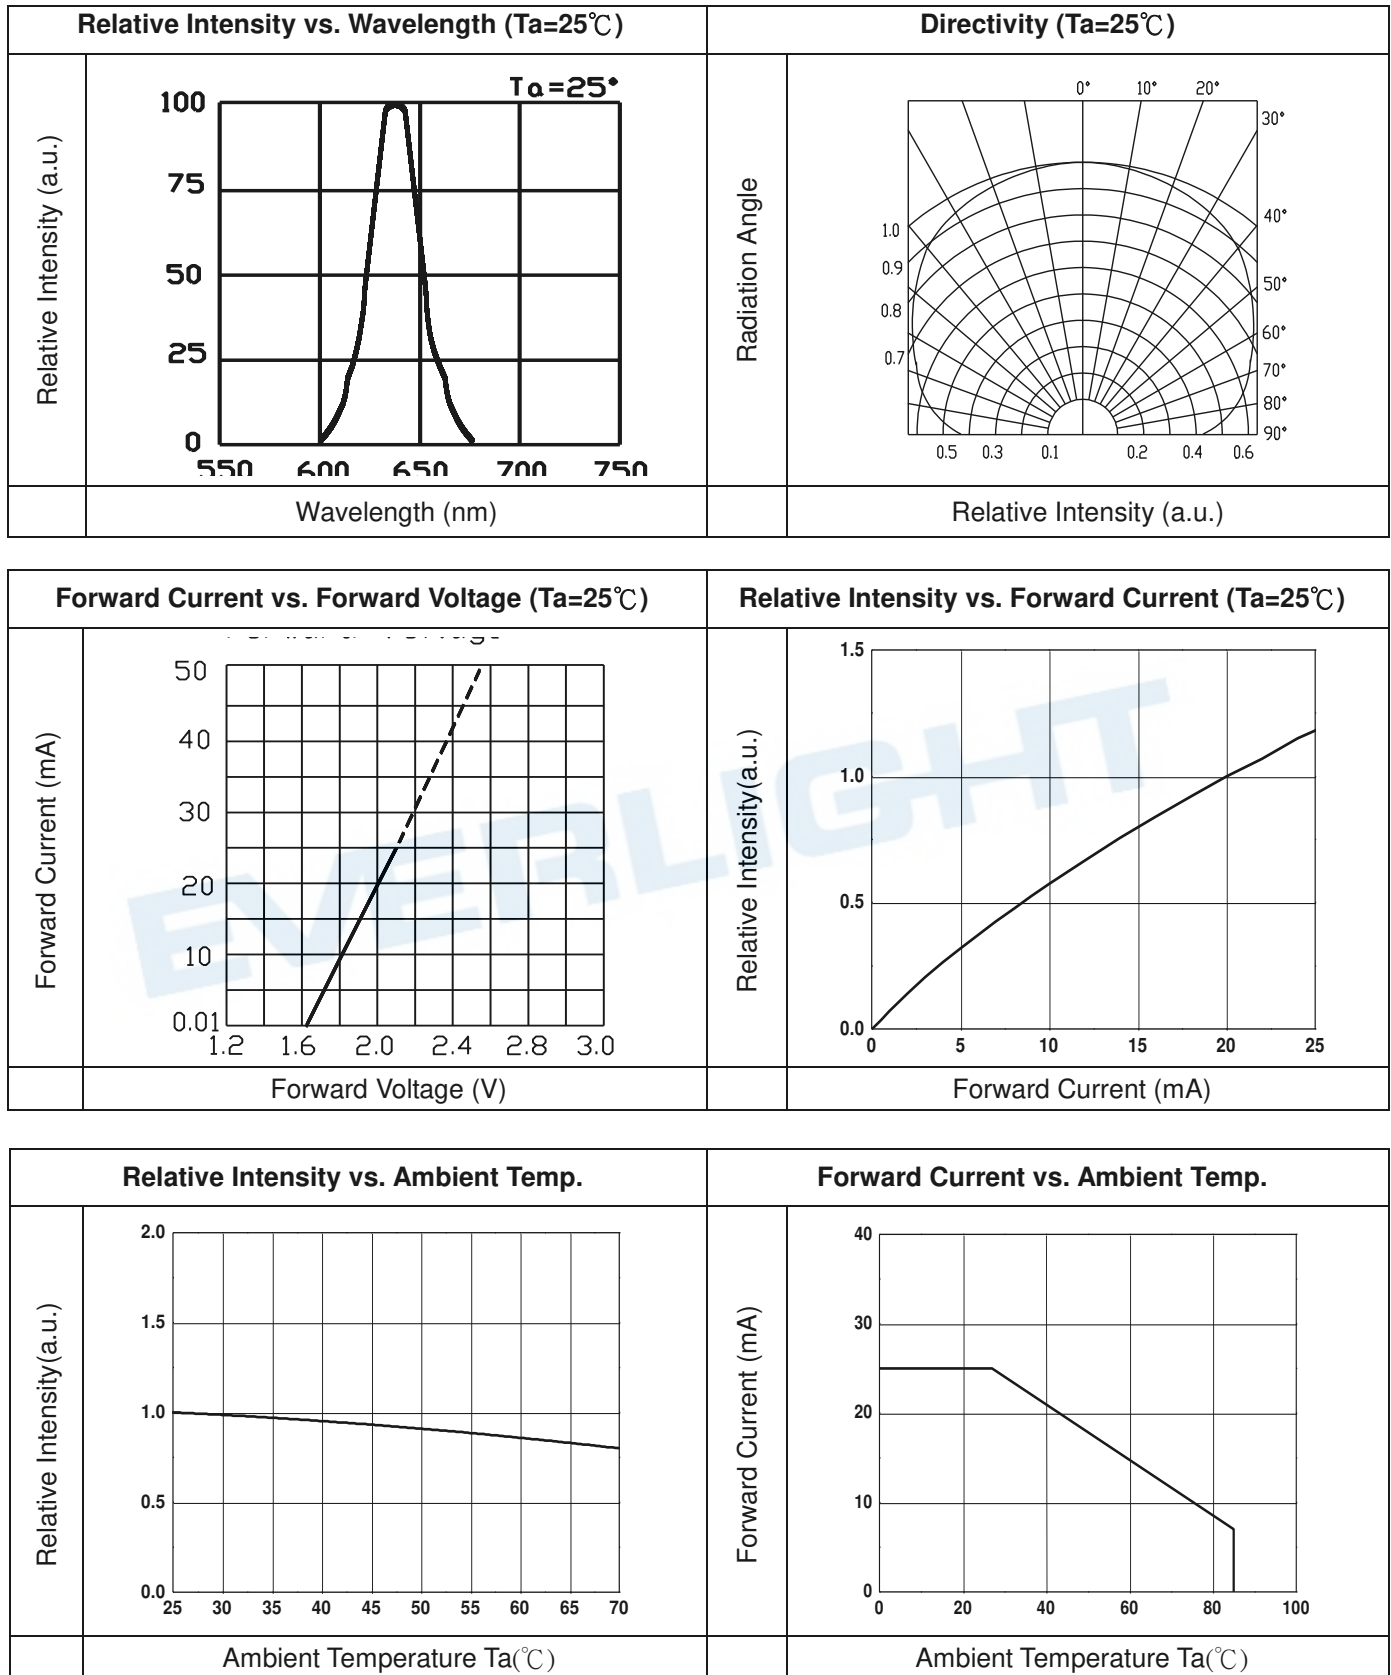 Relative Intensity vs. Wavelength (Ta=25℃)
Directivity (Ta=25℃)
Relative Intensity (a.u.)
Ta=25°
100
75
50
25
0
550 600 650 700 750
Wavelength (nm)
Radiation Angle
0° 10° 20°
30°
40°
50°
60°
70°
80°
90°
1.0
0.9
0.8
0.7
0.5 0.3 0.1 0.2 0.4 0.6
Relative Intensity (a.u.)
Forward Current vs. Forward Voltage (Ta=25℃)
Relative Intensity vs. Forward Current (Ta=25℃)
Forward Current (mA)
50
40
30
20
10
0.01
1.2 1.6 2.0 2.4 2.8 3.0
Forward Voltage (V)
Relative Intensity(a.u.)
1.5
1.0
0.5
0.0
0 5 10 15 20 25
Forward Current (mA)
EVERLIGHT
Relative Intensity vs. Ambient Temp.
Forward Current vs. Ambient Temp.
Relative Intensity(a.u.)
2.0
1.5
1.0
0.5
0.0
25 30 35 40 45 50 55 60 65 70
Ambient Temperature Ta(℃)
Forward Current (mA)
40
30
20
10
0
0 20 40 60 80 100
Ambient Temperature Ta(℃)